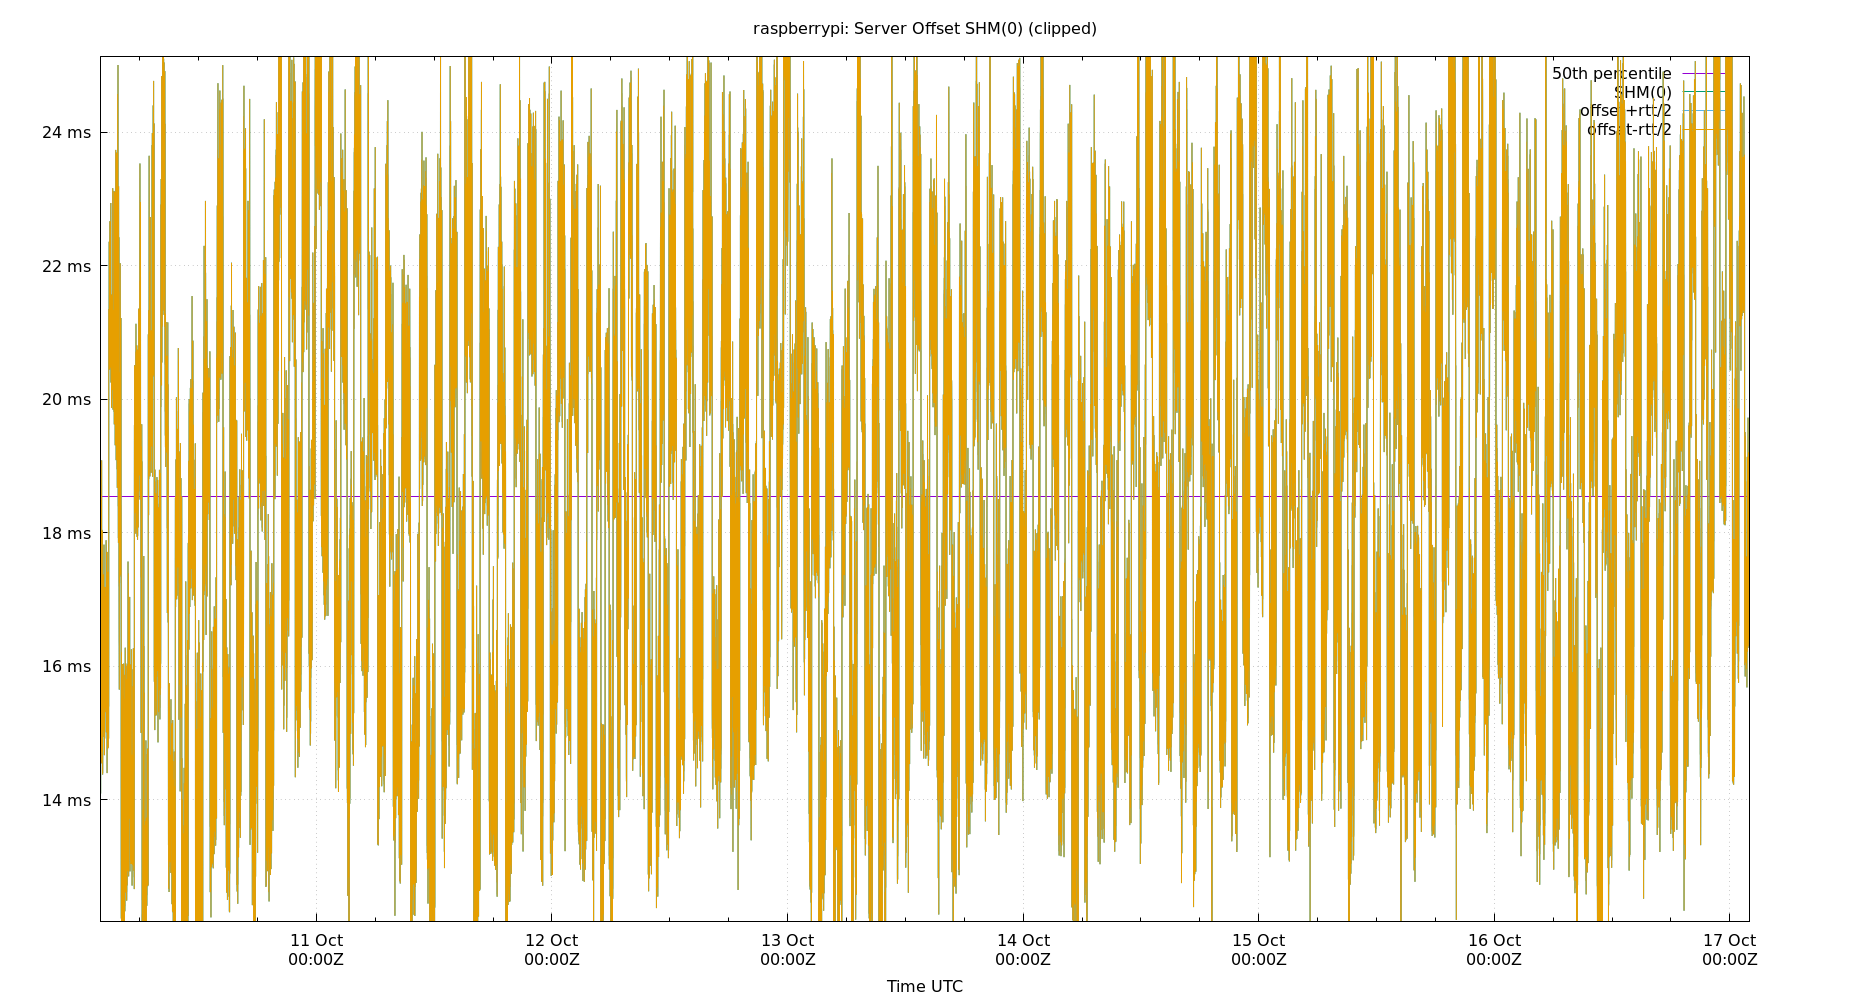 raspberrypi: Server Offset SHM(0) (clipped)
50th percentile
SHM(0)
offset+rtt/2
offset-rtt/2
24 ms
22 ms
20 ms
18 ms
16 ms
14 ms
11 Oct 12 Oct 13 Oct 14 Oct 15 Oct 16 Oct 17 Oct
00:00Z 00:00Z 00:00Z 00:00Z 00:00Z 00:00Z 00:00Z
Time UTC